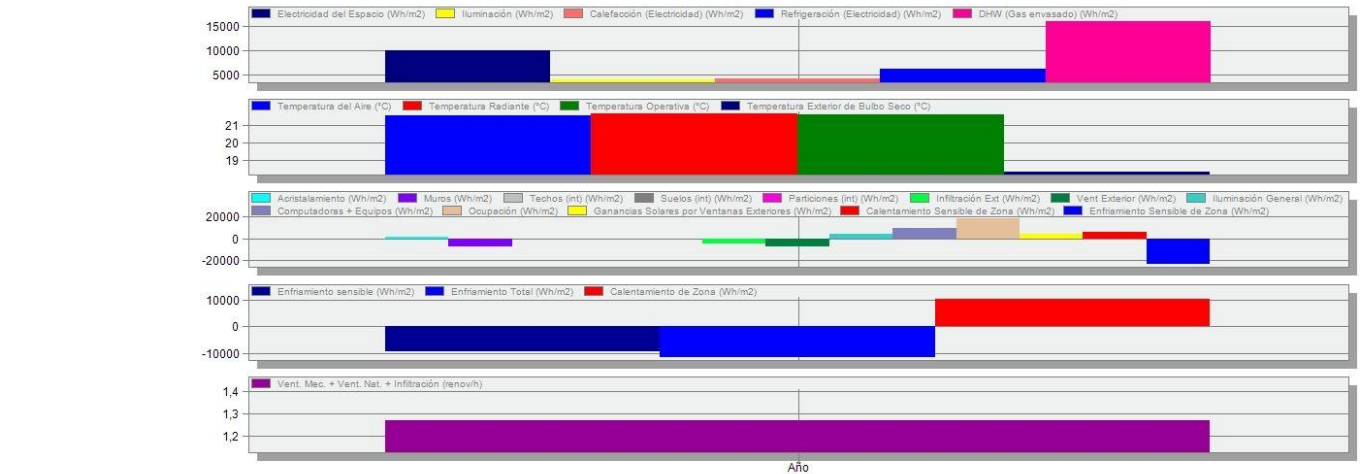 Electricidad del Espacio (Wh/m2) Iluminación (Wh/m2) Calefacción (Electricidad) (Wh/m2) Refrigeración (Electricidad) (Wh/m2) DHW (Gas envasado) (Wh/m2)
15000
10000
5000
Temperatura del Aire (°C) Temperatura Radiante (°C) Temperatura Operativa (°C) Temperatura Exterior de Bulbo Seco (°C)
21
20
19
Acristalamiento (Wh/m2) Muros (Wh/m2) Techos (int) (Wh/m2) Suelos (int) (Wh/m2) Particiones (int) (Wh/m2) Infiltración Ext (Wh/m2) Vent Exterior (Wh/m2) Iluminación General (Wh/m2)
Computadoras + Equipos (Wh/m2) Ocupación (Wh/m2) Ganancias Solares por Ventanas Exteriores (Wh/m2) Calentamiento Sensible de Zona (Wh/m2) Enfriamiento Sensible de Zona (Wh/m2)
20000
0
-20000
Enfriamiento sensible (Wh/m2) Enfriamiento Total (Wh/m2) Calentamiento de Zona (Wh/m2)
10000
0
-10000
Vent. Mec. + Vent. Nat. + Infiltración (renov/h)
1,4
1,3
1,2
Año